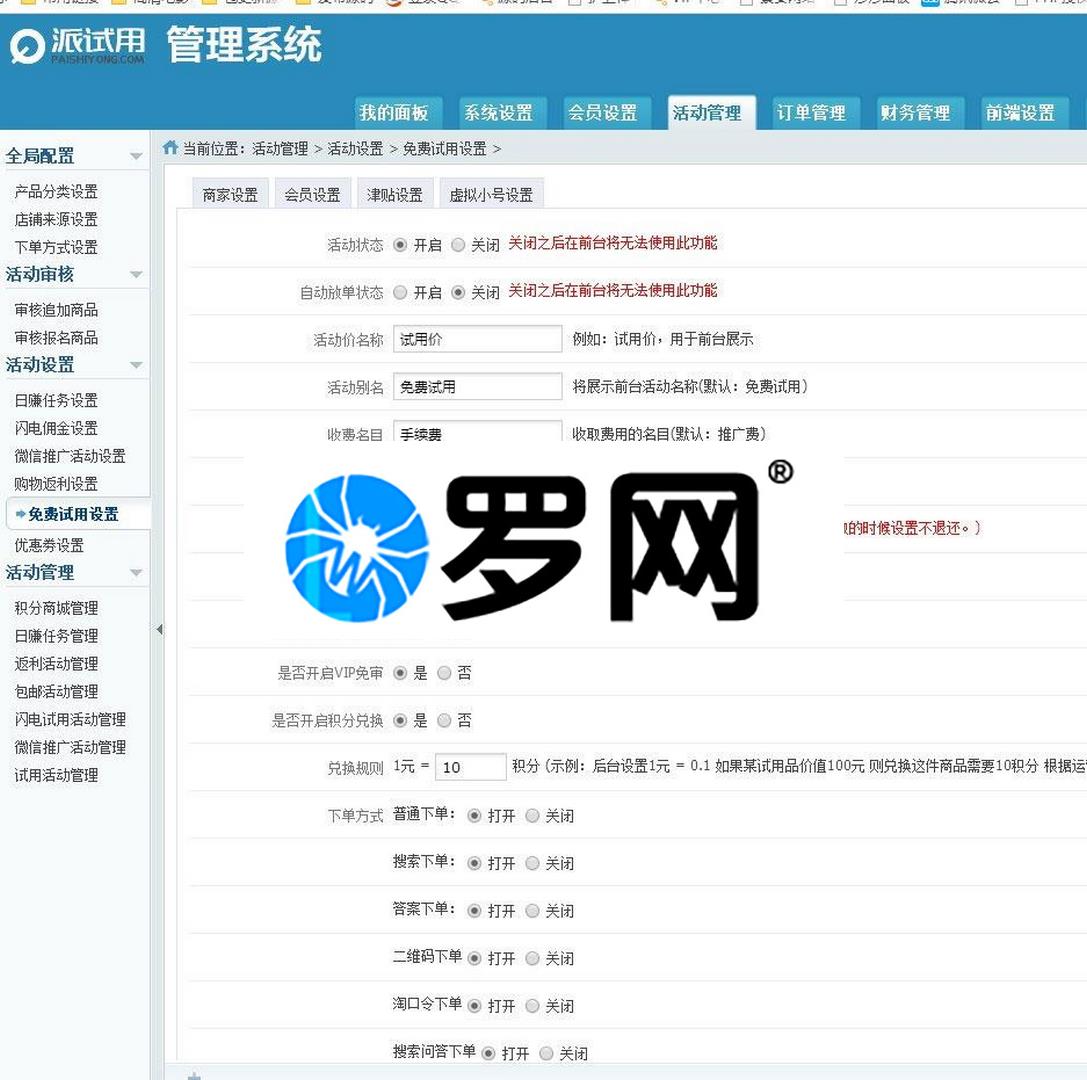 派试用 管理系统
PAISHIYONG.COM
我的面板 系统设置 会员设置 活动管理 订单管理 财务管理 前端设置
当前位置：活动管理 > 活动设置 > 免费试用设置 >
全局配置
产品分类设置
店铺来源设置
下单方式设置
活动审核
审核追加商品
审核报名商品
活动设置
日赚任务设置
闪电佣金设置
微信推广活动设置
购物返利设置
免费试用设置
优惠劵设置
活动管理
积分商城管理
日赚任务管理
返利活动管理
包邮活动管理
闪电试用活动管理
微信推广活动管理
试用活动管理
商家设置 会员设置 津贴设置 虚拟小号设置
活动状态 开启 关闭 关闭之后在前台将无法使用此功能
自动放单状态 开启 关闭 关闭之后在前台将无法使用此功能
活动价名称 试用价 例如：试用价，用于前台展示
活动别名 免费试用 将展示前台活动名称(默认：免费试用)
收费名目 手续费 收取费用的名目(默认：推广费)
的时候设置不退还。)
罗网®
是否开启VIP免审 是 否
是否开启积分兑换 是 否
兑换规则 1元 = 10 积分 (示例：后台设置1元 = 0.1 如果某试用品价值100元 则兑换这件商品需要10积分 根据运
下单方式 普通下单： 打开 关闭
搜索下单： 打开 关闭
答案下单： 打开 关闭
二维码下单 打开 关闭
淘口令下单 打开 关闭
搜索问答下单 打开 关闭